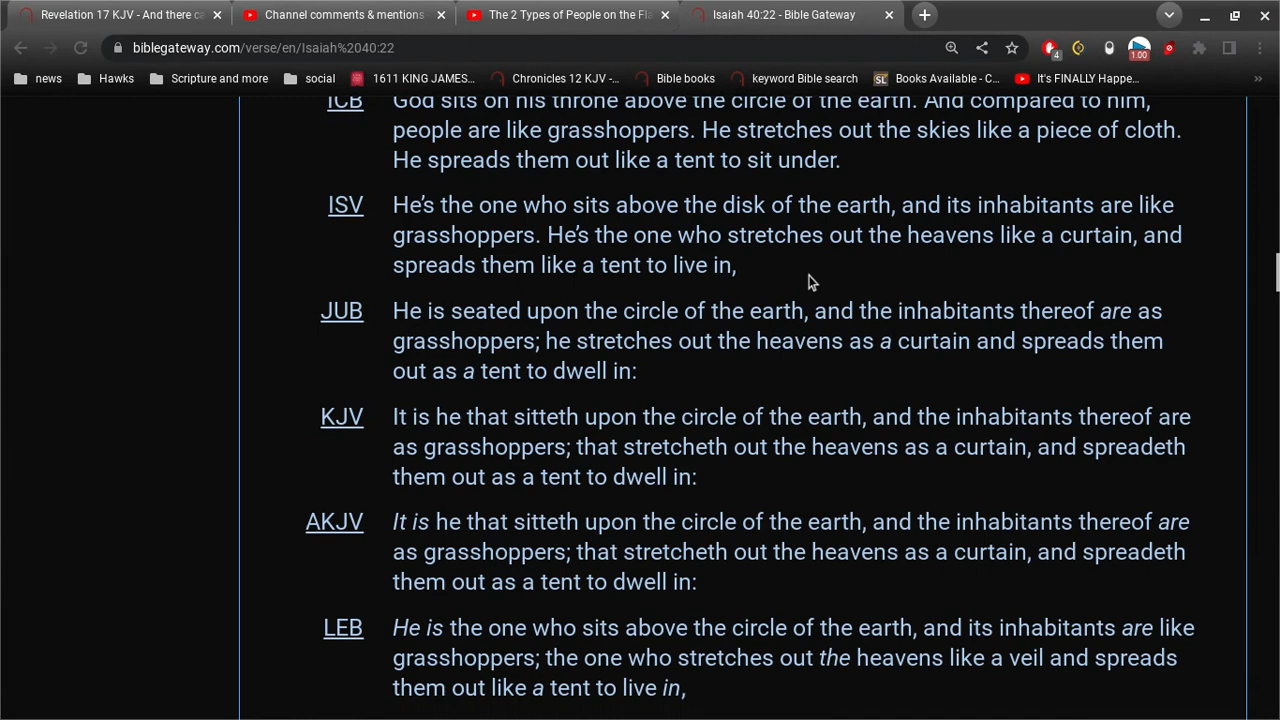 Revelation 17 KJV - And there ca
Channel comments & mentions
The 2 Types of People on the Fla
Isaiah 40:22 - Bible Gateway
biblegateway.com/verse/en/Isaiah%2040:22
4
1.00
news
Hawks
Scripture and more
social
1611 KING JAMES...
Chronicles 12 KJV -...
Bible books
keyword Bible search
SL
Books Available - C...
It's FINALLY Happe...
»
ICB God sits on his throne above the circle of the earth. And compared to him,
people are like grasshoppers. He stretches out the skies like a piece of cloth.
He spreads them out like a tent to sit under.
ISV He’s the one who sits above the disk of the earth, and its inhabitants are like
grasshoppers. He’s the one who stretches out the heavens like a curtain, and
spreads them like a tent to live in,
JUB He is seated upon the circle of the earth, and the inhabitants thereof are as
grasshoppers; he stretches out the heavens as a curtain and spreads them
out as a tent to dwell in:
KJV It is he that sitteth upon the circle of the earth, and the inhabitants thereof are
as grasshoppers; that stretcheth out the heavens as a curtain, and spreadeth
them out as a tent to dwell in:
AKJV It is he that sitteth upon the circle of the earth, and the inhabitants thereof are
as grasshoppers; that stretcheth out the heavens as a curtain, and spreadeth
them out as a tent to dwell in:
LEB He is the one who sits above the circle of the earth, and its inhabitants are like
grasshoppers; the one who stretches out the heavens like a veil and spreads
them out like a tent to live in,